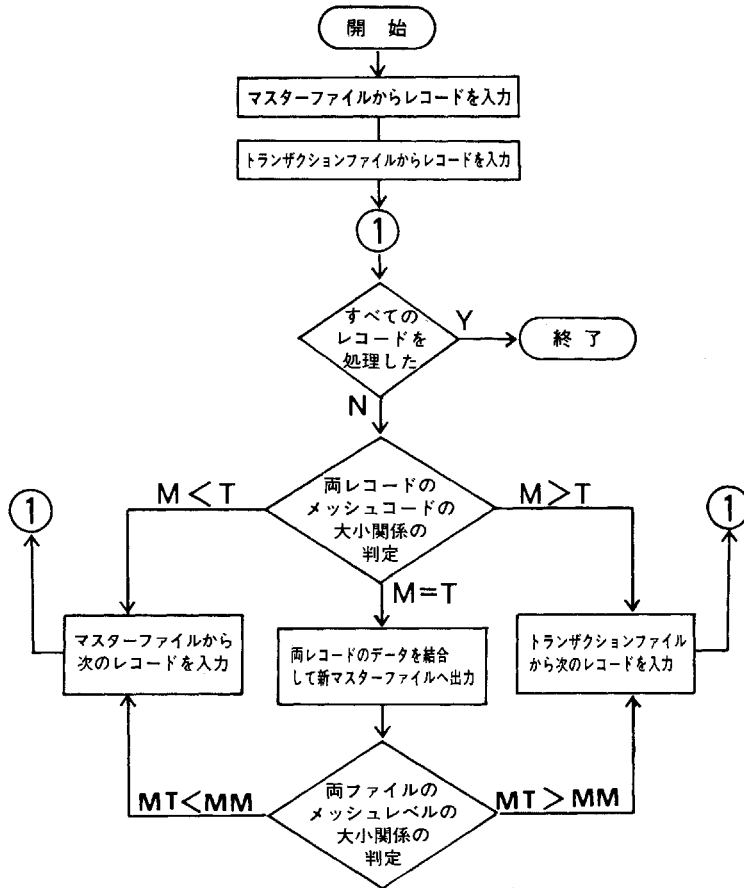 開 始
マスターファイルからレコードを入力
トランザクションファイルからレコードを入力
1
すべての
レコードを
処理した
Y
終 了
N
両レコードの
メッシュコードの
大小関係の
判定
M<T
M>T
1
1
M=T
マスターファイルから
次のレコードを入力
両レコードのデータを結合
して新マスターファイルへ出力
トランザクションファイル
から次のレコードを入力
両ファイルの
メッシュレベルの
大小関係の
判定
MT<MM
MT>MM